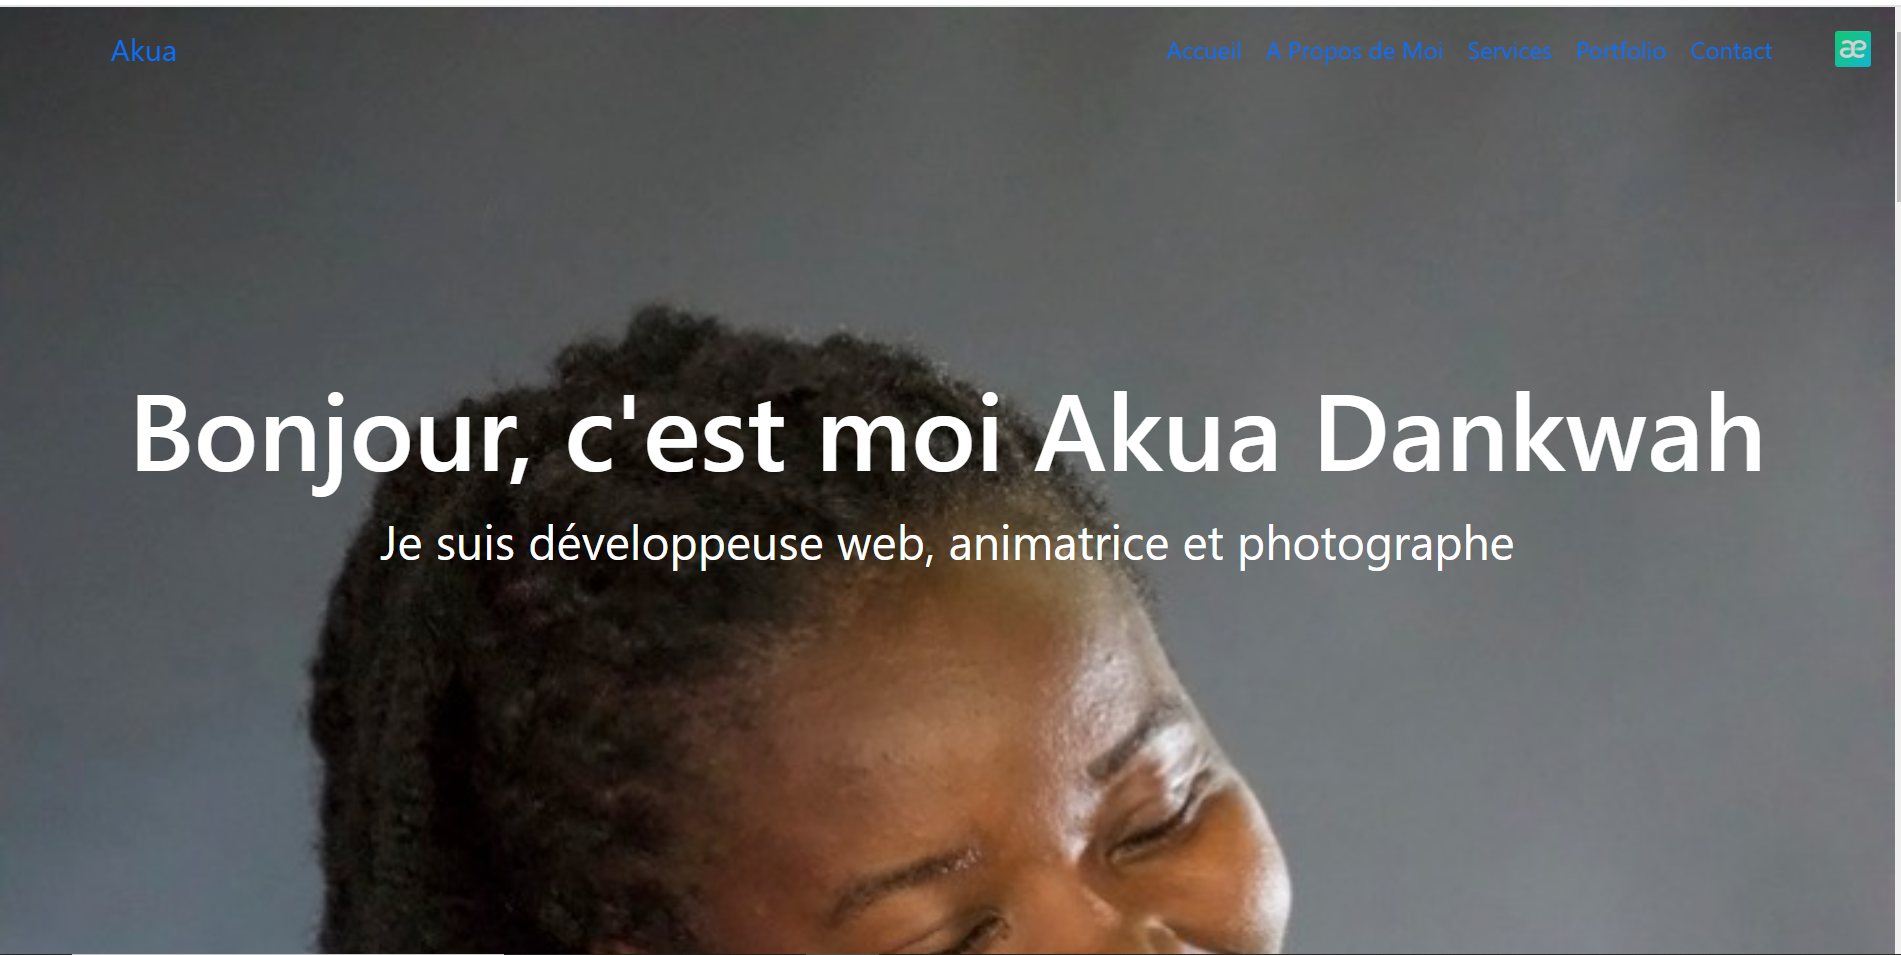 Akua
Accueil A Propos de Moi Services Portfolio Contact
æ
Bonjour, c'est moi Akua Dankwah
Je suis développeuse web, animatrice et photographe